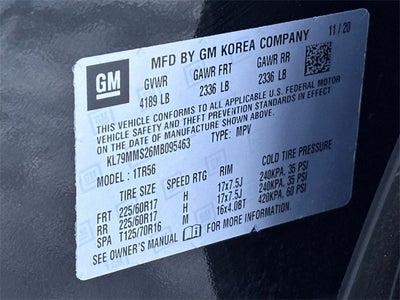 GM
MFD BY GM KOREA COMPANY
11/20
GVWR GAWR FRT GAWR RR
4189 LB 2336 LB 2336 LB
THIS VEHICLE CONFORMS TO ALL APPLICABLE U.S. FEDERAL MOTOR
VEHICLE SAFETY AND THEFT PREVENTION STANDARDS IN EFFECT
ON THE DATE OF MANUFACTURE SHOWN ABOVE.
KL79MMS26MB095463 TYPE: MPV
MODEL: 1TR56
TIRE SIZE SPEED RTG RIM
FRT 225/60R17 H 17x7.5J 240KPA, 35 PSI
RR 225/60R17 H 17x7.5J 240KPA, 35 PSI
SPA T125/70R16 M 16x4.0BT 420KPA, 60 PSI
SEE OWNER'S MANUAL FOR MORE INFORMATION.